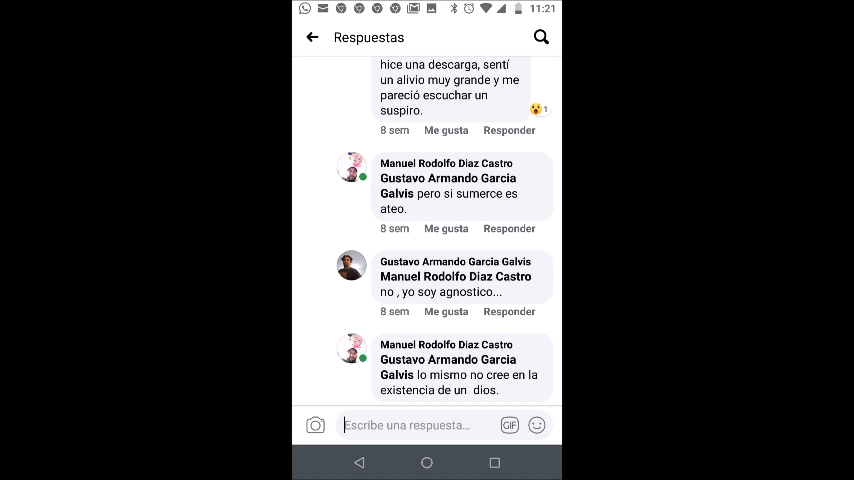 11:21
Respuestas
hice una descarga, sentí
un alivio muy grande y me
pareció escuchar un
suspiro.
1
8 sem Me gusta Responder
Manuel Rodolfo Diaz Castro
Gustavo Armando Garcia
Galvis pero si sumerce es
ateo.
8 sem Me gusta Responder
Gustavo Armando Garcia Galvis
Manuel Rodolfo Diaz Castro
no , yo soy agnostico...
8 sem Me gusta Responder
Manuel Rodolfo Diaz Castro
Gustavo Armando Garcia
Galvis lo mismo no cree en la
existencia de un dios.
Escribe una respuesta... GIF